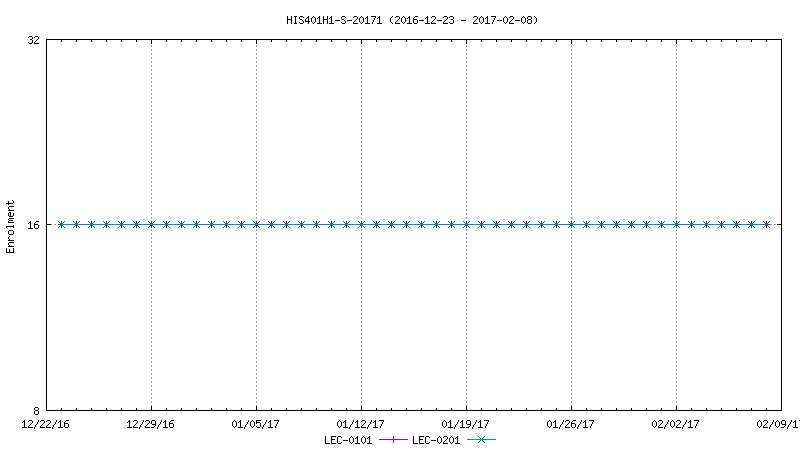 HIS401H1-S-20171 (2016-12-23 - 2017-02-08)
32
Enrolment
16
8
12/22/16 12/29/16 01/05/17 01/12/17 01/19/17 01/26/17 02/02/17 02/09/1
LEC-0101 LEC-0201